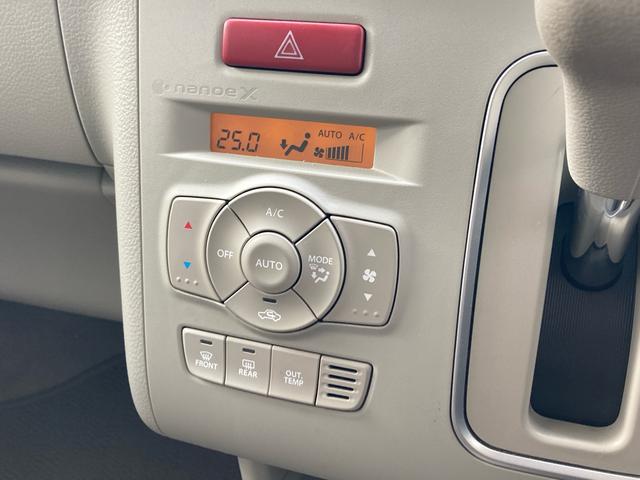 nanoeX
25.0 AUTO A/C
A/C
OFF AUTO MODE
FRONT REAR OUT.
TEMP